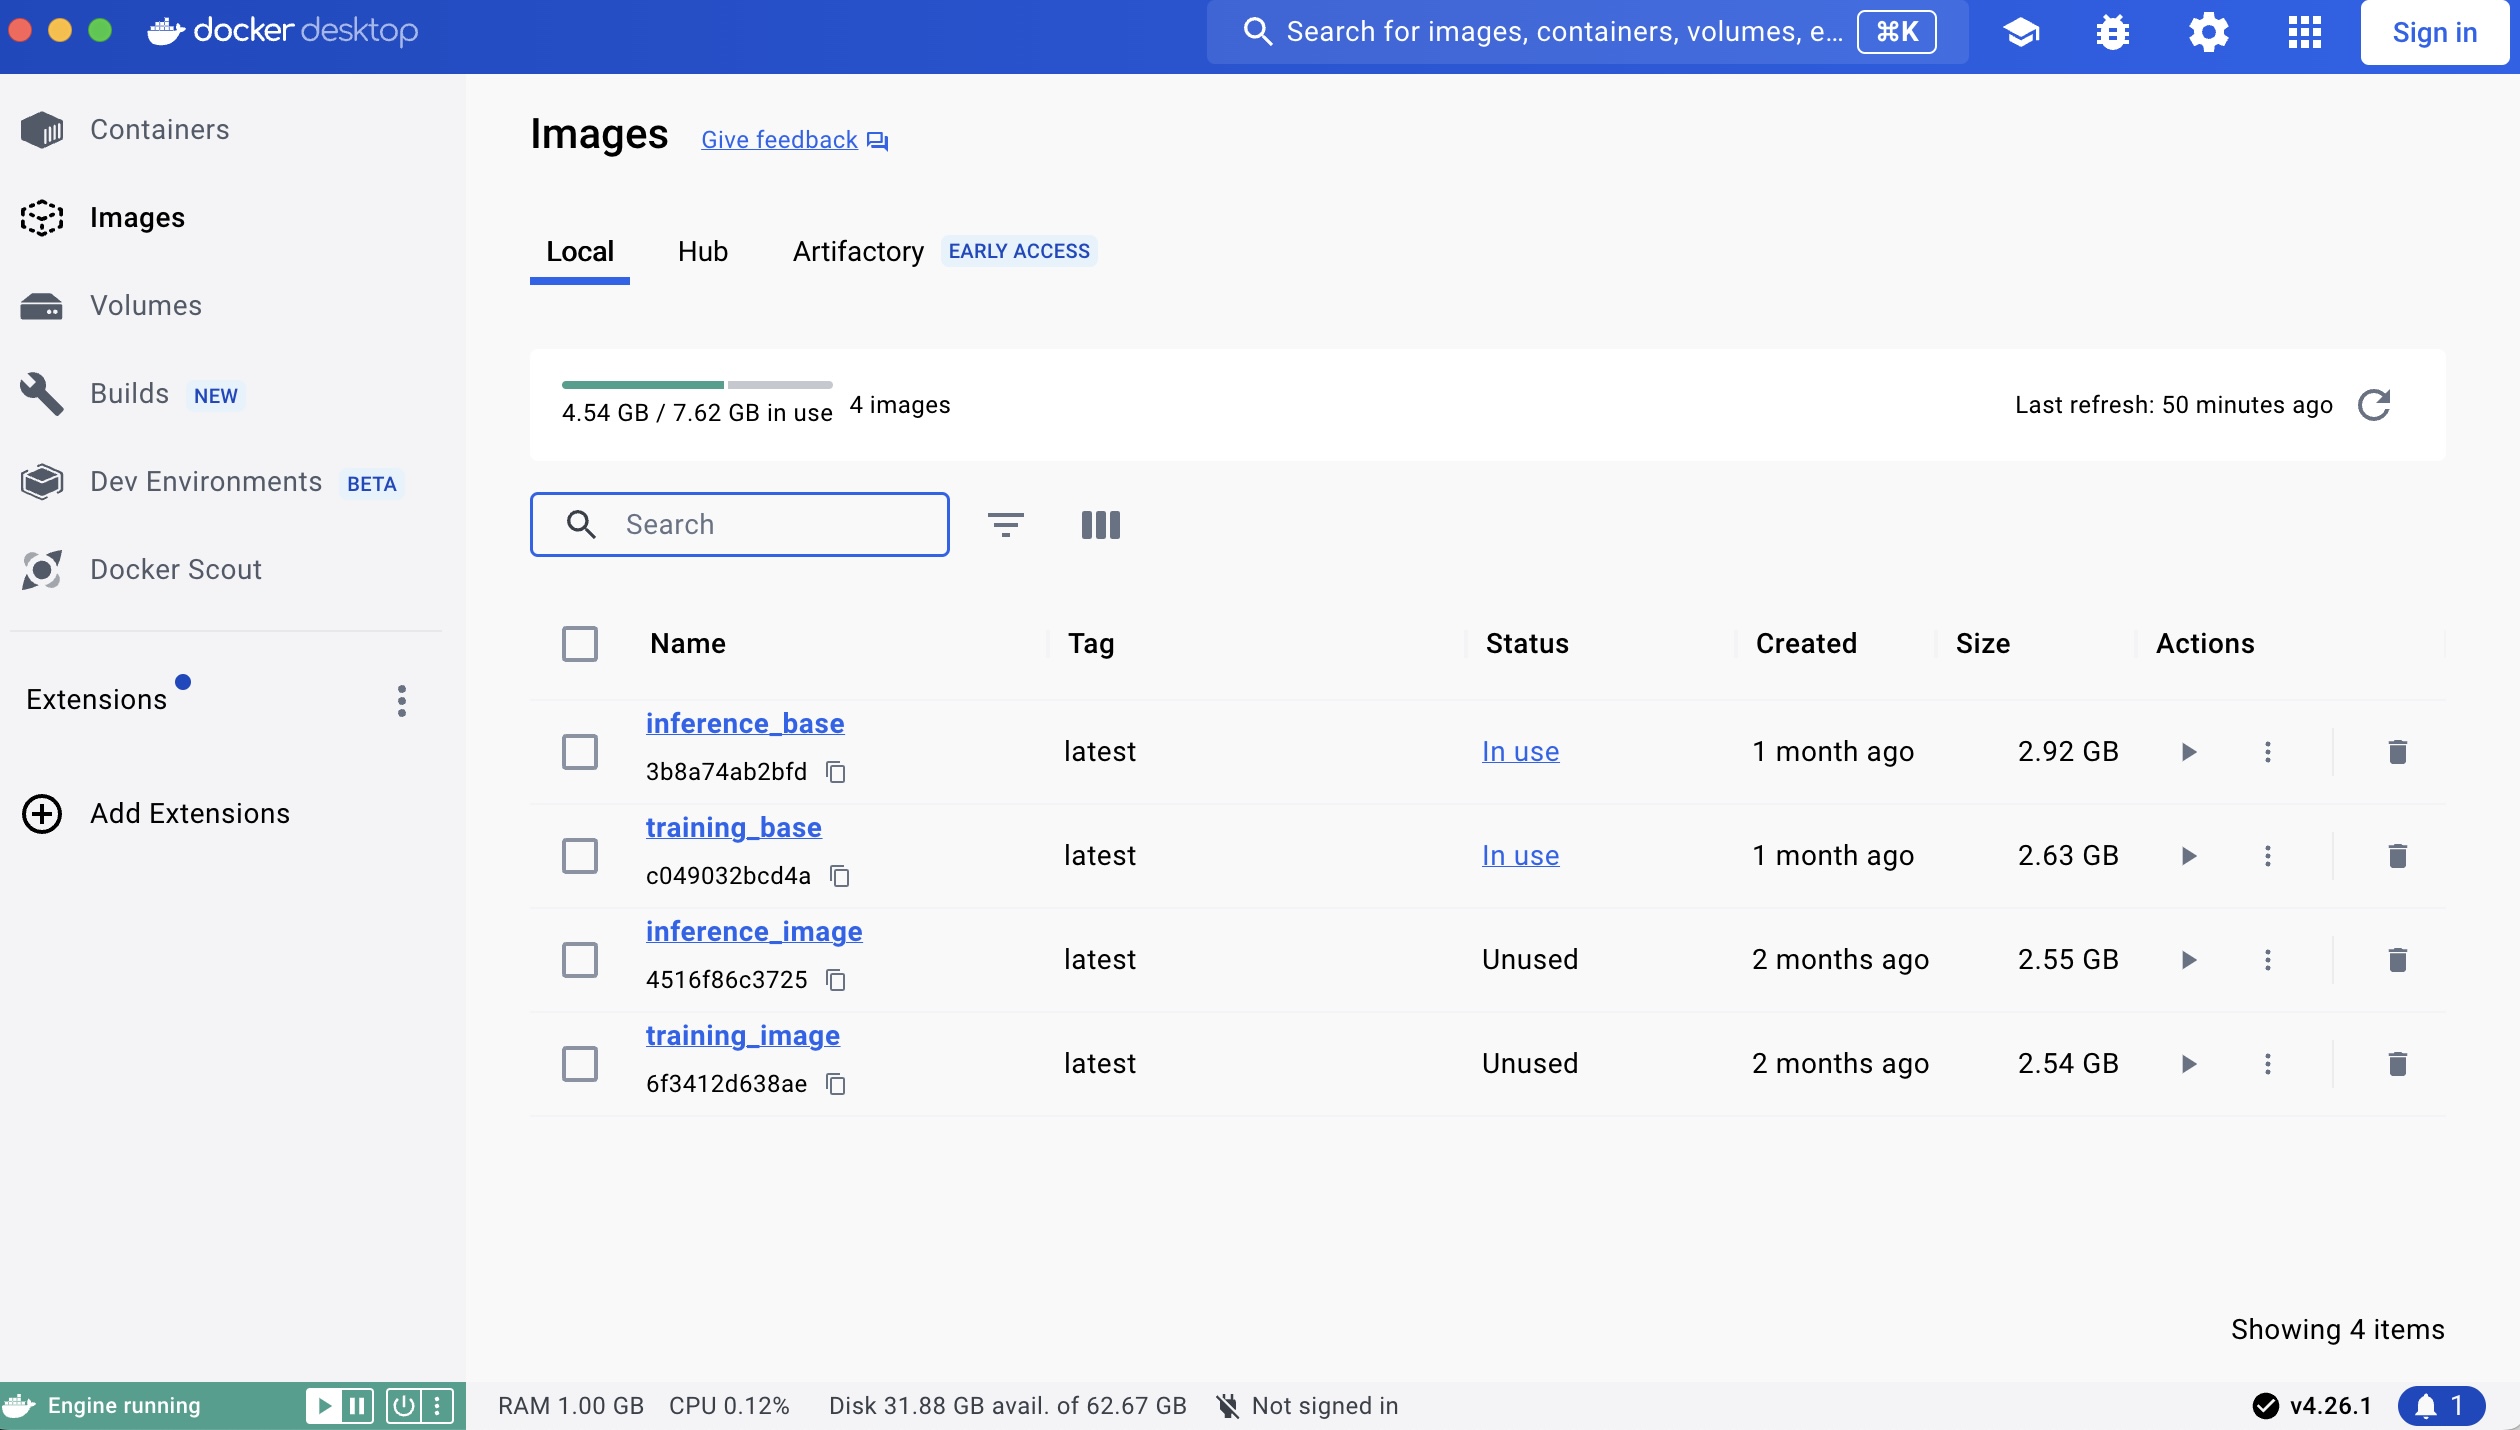 docker desktop
Search for images, containers, volumes, e... ⌘K
Sign in
Containers
Images
Volumes
Builds NEW
Dev Environments BETA
Docker Scout
Extensions
Add Extensions
Images Give feedback
Local Hub Artifactory EARLY ACCESS
4.54 GB / 7.62 GB in use 4 images
Last refresh: 50 minutes ago
Search
Name Tag Status Created Size Actions
inference_base
3b8a74ab2bfd
latest In use 1 month ago 2.92 GB
training_base
c049032bcd4a
latest In use 1 month ago 2.63 GB
inference_image
4516f86c3725
latest Unused 2 months ago 2.55 GB
training_image
6f3412d638ae
latest Unused 2 months ago 2.54 GB
Showing 4 items
Engine running
RAM 1.00 GB CPU 0.12% Disk 31.88 GB avail. of 62.67 GB Not signed in
v4.26.1 1